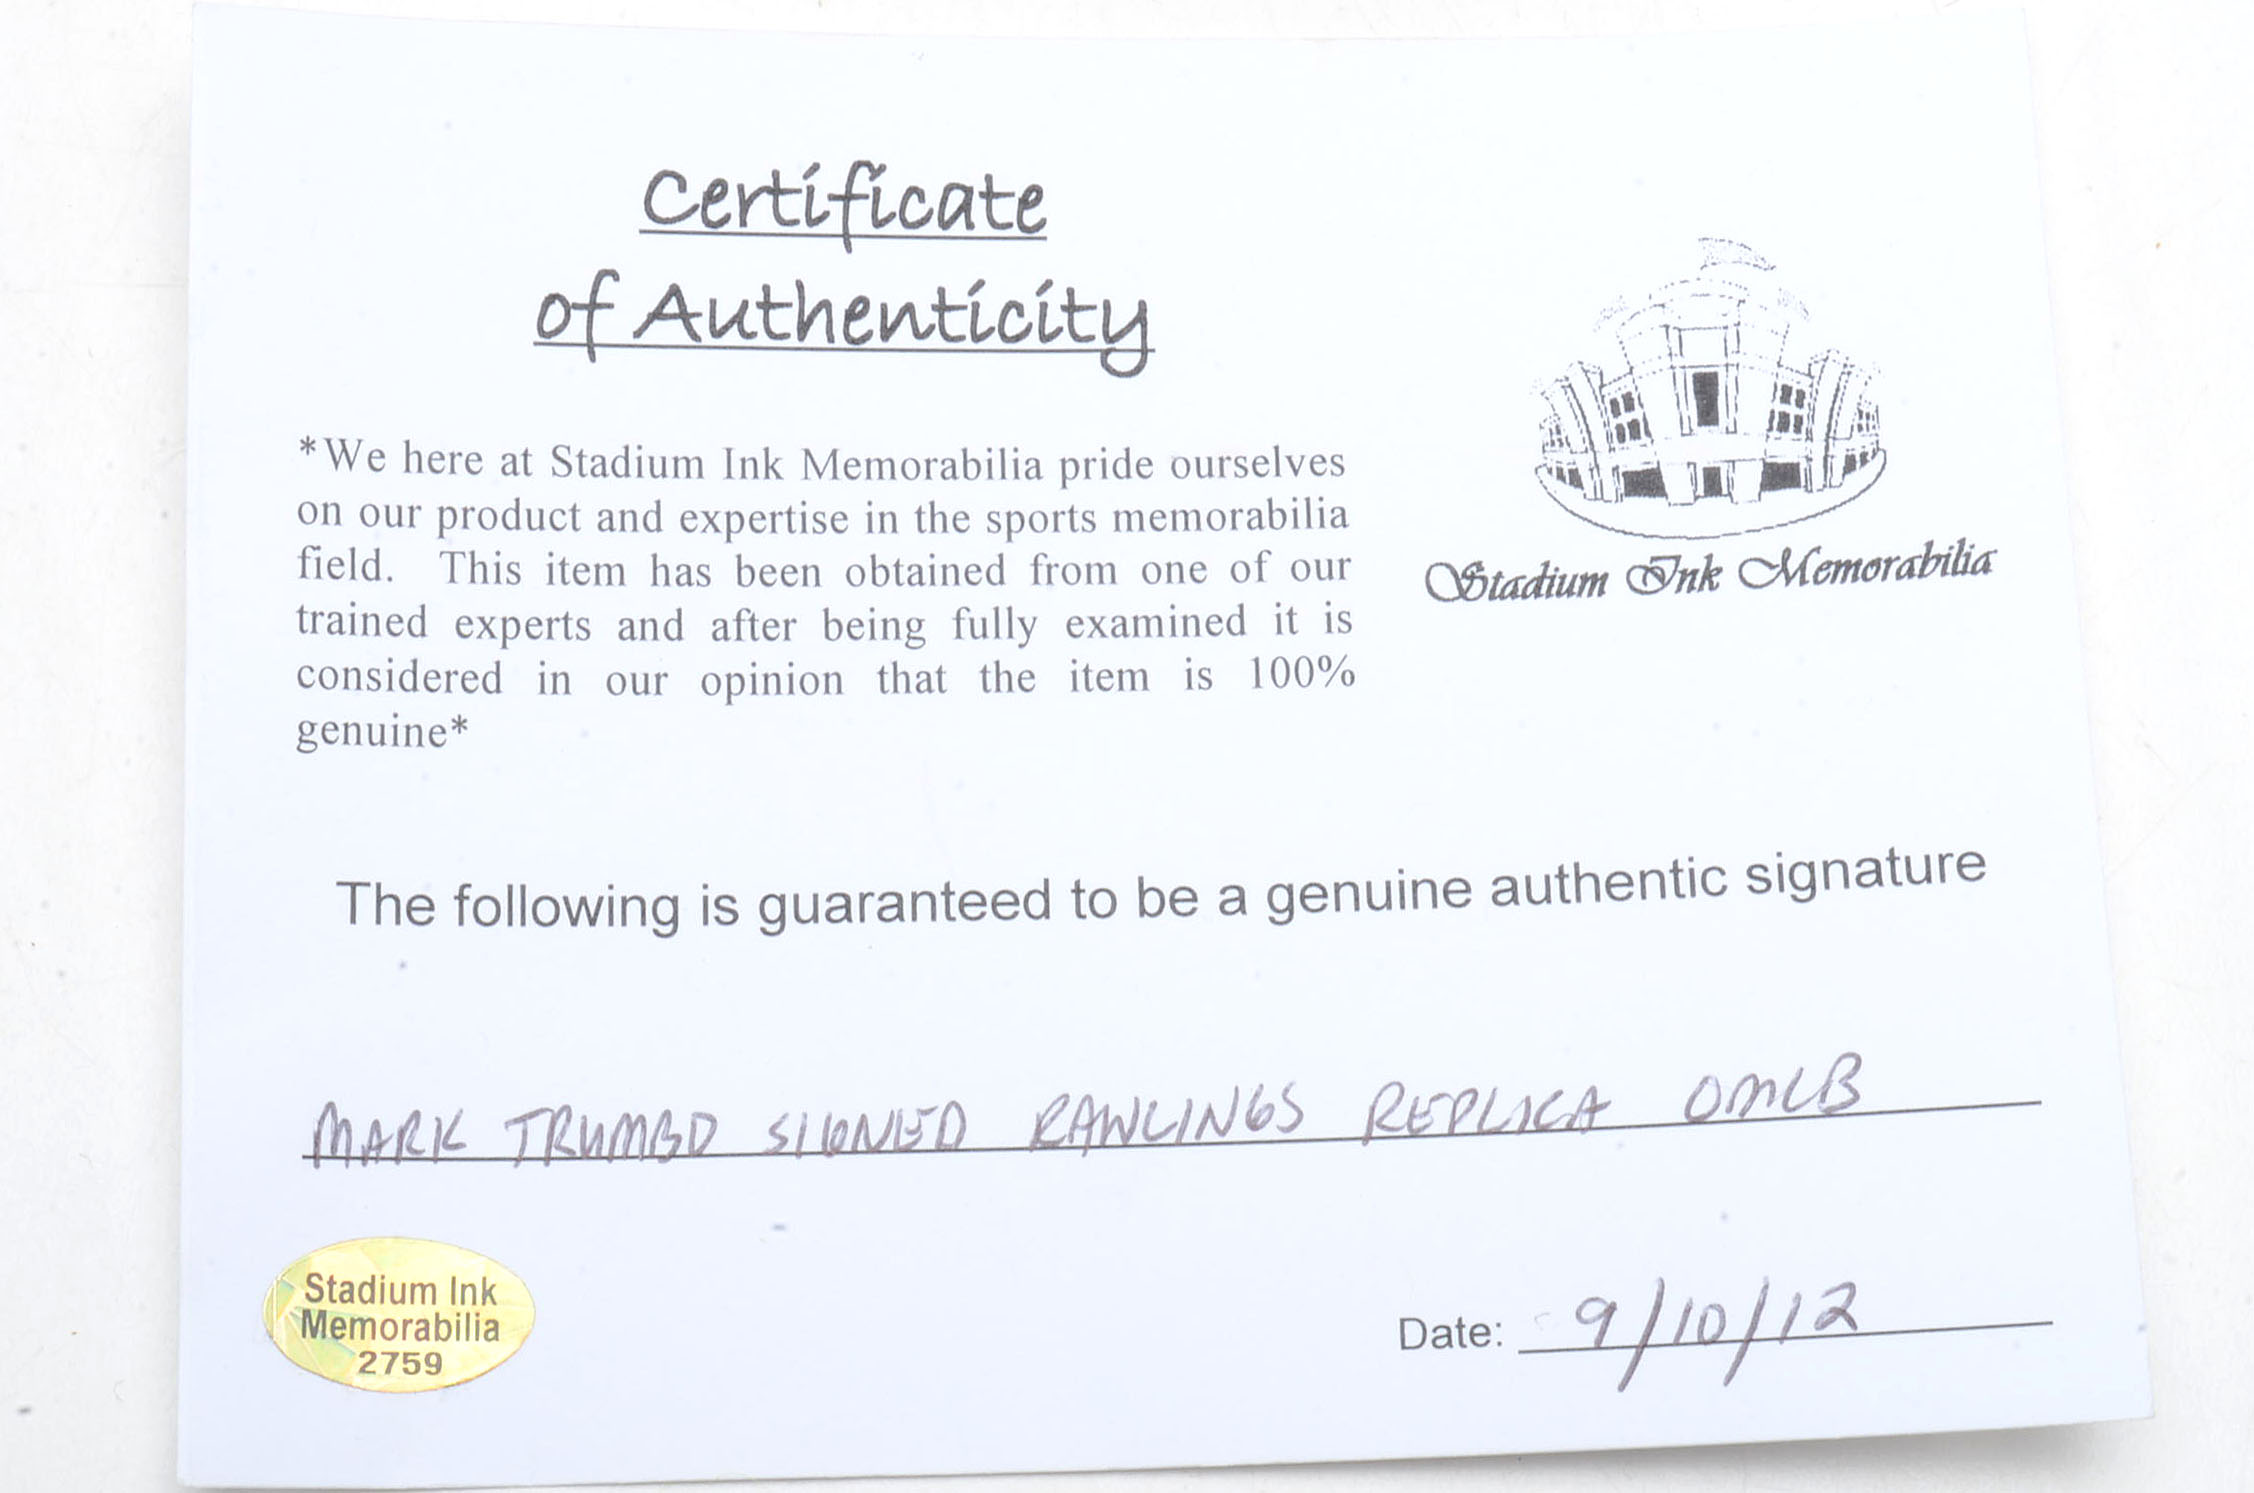 Certificate
of Authenticity
*We here at Stadium Ink Memorabilia pride ourselves
on our product and expertise in the sports memorabilia
field. This item has been obtained from one of our
trained experts and after being fully examined it is
considered in our opinion that the item is 100%
genuine*
Stadium Ink Memorabilia
The following is guaranteed to be a genuine authentic signature
MARK TRUMBO SIGNED RAWLINGS REPLICA OMLB
Stadium Ink
Memorabilia
2759
Date: 9/10/12